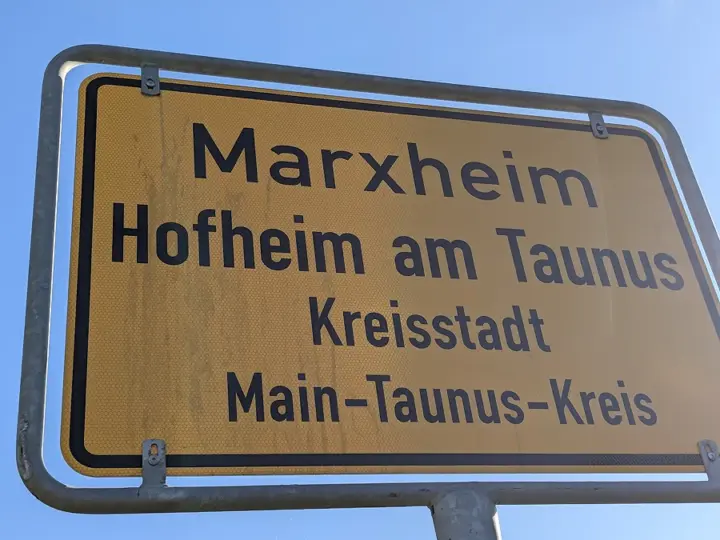 Marxheim
Hofheim am Taunus
Kreisstadt
Main-Taunus-Kreis